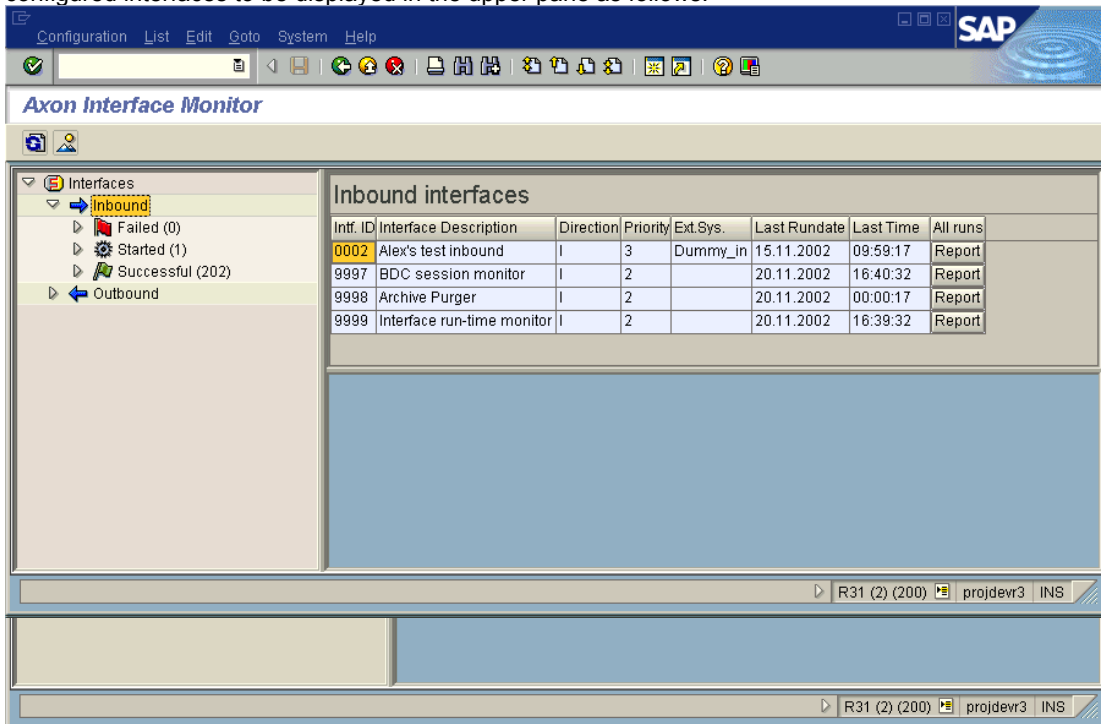 configured interfaces to be displayed in the upper pane as follows:
Configuration List Edit Goto System Help
SAP
Axon Interface Monitor
Interfaces
Inbound
Failed (0)
Started (1)
Successful (202)
Outbound
Inbound interfaces
Intf. ID Interface Description Direction Priority Ext.Sys. Last Rundate Last Time All runs
0002 Alex's test inbound I 3 Dummy_in 15.11.2002 09:59:17 Report
9997 BDC session monitor I 2 20.11.2002 16:40:32 Report
9998 Archive Purger I 2 20.11.2002 00:00:17 Report
9999 Interface run-time monitor I 2 20.11.2002 16:39:32 Report
R31 (2) (200) projdevr3 INS
R31 (2) (200) projdevr3 INS